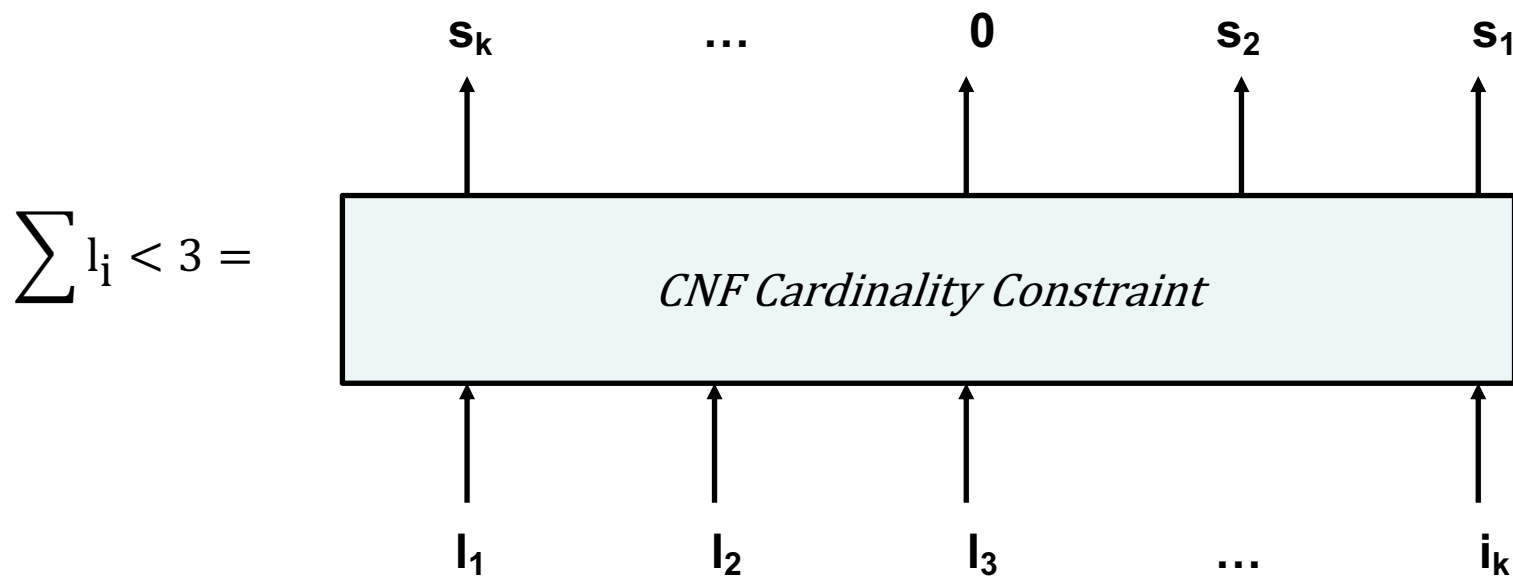 sₖ … 0 s₂ s₁
∑ lᵢ < 3 =
CNF Cardinality Constraint
l₁ l₂ l₃ … iₖ